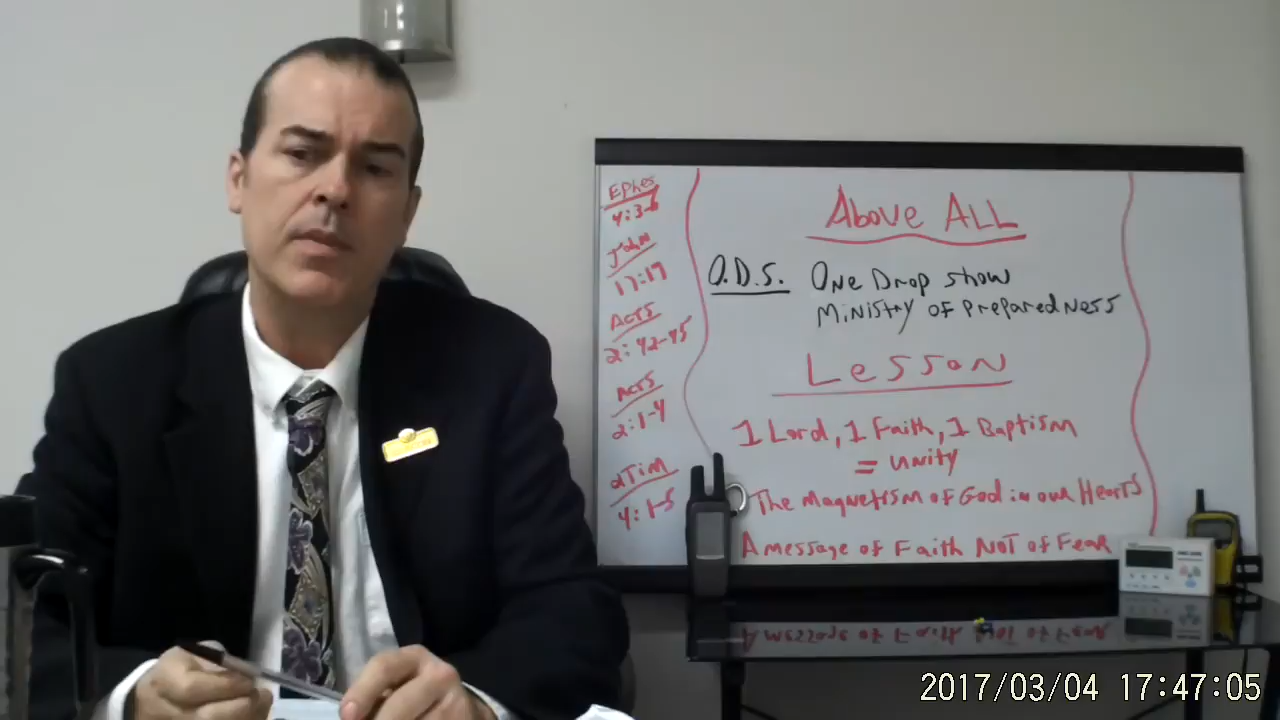 Ephes
4:3-6
John
17:17
Acts
2:42-45
Acts
2:1-4
2Tim
4:1-5
Above ALL
O.D.S. One Drop Show
Ministry of Preparedness
Lesson
1 Lord, 1 Faith, 1 Baptism
= unity
The Magnetism of God in our Hearts
A message of Faith NOT of Fear
2017/03/04 17:47:05